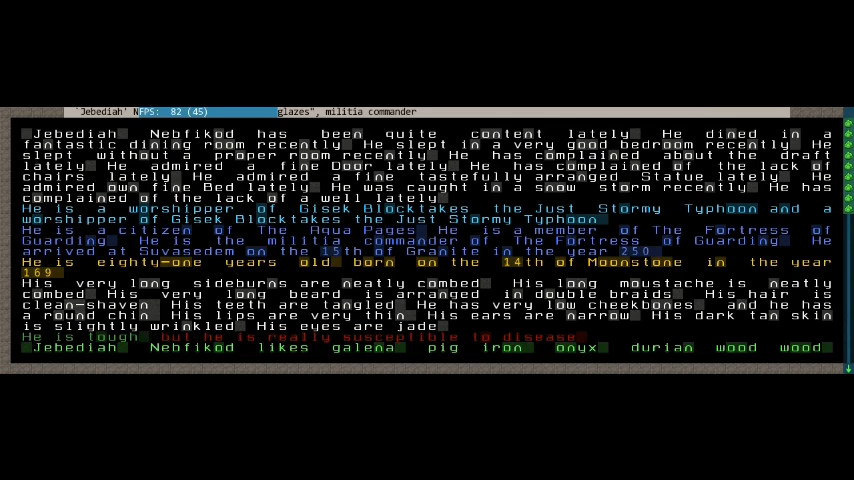 `Jebediah' N FPS: 82 (45) glazes", militia commander
Jebediah Nebfikod has been quite content lately He dined in a
fantastic dining room recently He slept in a very good bedroom recently He
slept without a proper room recently He has complained about the draft
lately He admired a fine Door lately He has complained of the lack of
chairs lately He admired a fine tastefully arranged Statue lately He
admired own fine Bed lately He was caught in a snow storm recently He has
complained of the lack of a well lately
He is a worshipper of Gisek Blocktakes the Just Stormy Typhoon and a
worshipper of Gisek Blocktakes the Just Stormy Typhoon
He is a citizen of The Aqua Pages He is a member of The Fortress of
Guarding He is the militia commander of The Fortress of Guarding He
arrived at Suvasedem on the 15th of Granite in the year 250
He is eighty-one years old born on the 14th of Moonstone in the year
169
His very long sideburns are neatly combed His long moustache is neatly
combed His very long beard is arranged in double braids His hair is
clean-shaven His teeth are tangled He has very low cheekbones and he has
a round chin His lips are very thin His ears are narrow His dark tan skin
is slightly wrinkled His eyes are jade
He is tough but he is really susceptible to disease
Jebediah Nebfikod likes galena pig iron onyx durian wood wood